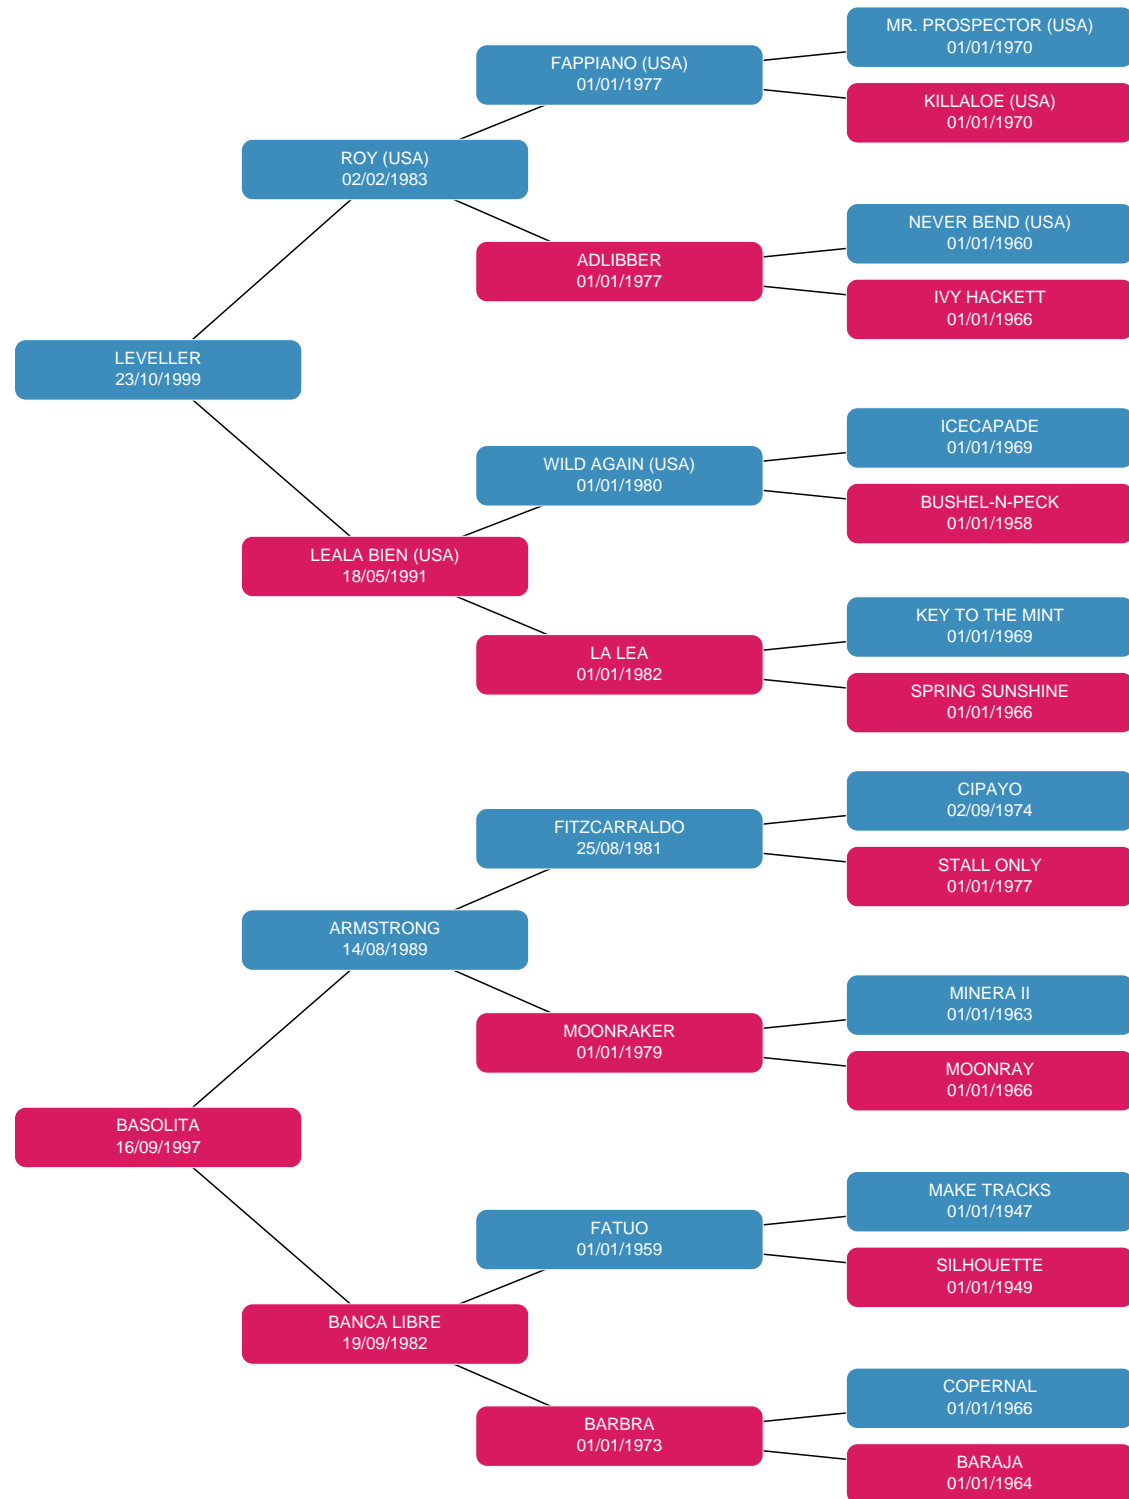 MR. PROSPECTOR (USA)
01/01/1970
FAPPIANO (USA)
01/01/1977
KILLALOE (USA)
01/01/1970
ROY (USA)
02/02/1983
NEVER BEND (USA)
01/01/1960
ADLIBBER
01/01/1977
IVY HACKETT
01/01/1966
LEVELLER
23/10/1999
ICECAPADE
01/01/1969
WILD AGAIN (USA)
01/01/1980
BUSHEL-N-PECK
01/01/1958
LEALA BIEN (USA)
18/05/1991
KEY TO THE MINT
01/01/1969
LA LEA
01/01/1982
SPRING SUNSHINE
01/01/1966
CIPAYO
02/09/1974
FITZCARRALDO
25/08/1981
STALL ONLY
01/01/1977
ARMSTRONG
14/08/1989
MINERA II
01/01/1963
MOONRAKER
01/01/1979
MOONRAY
01/01/1966
BASOLITA
16/09/1997
MAKE TRACKS
01/01/1947
FATUO
01/01/1959
SILHOUETTE
01/01/1949
BANCA LIBRE
19/09/1982
COPERNAL
01/01/1966
BARBRA
01/01/1973
BARAJA
01/01/1964